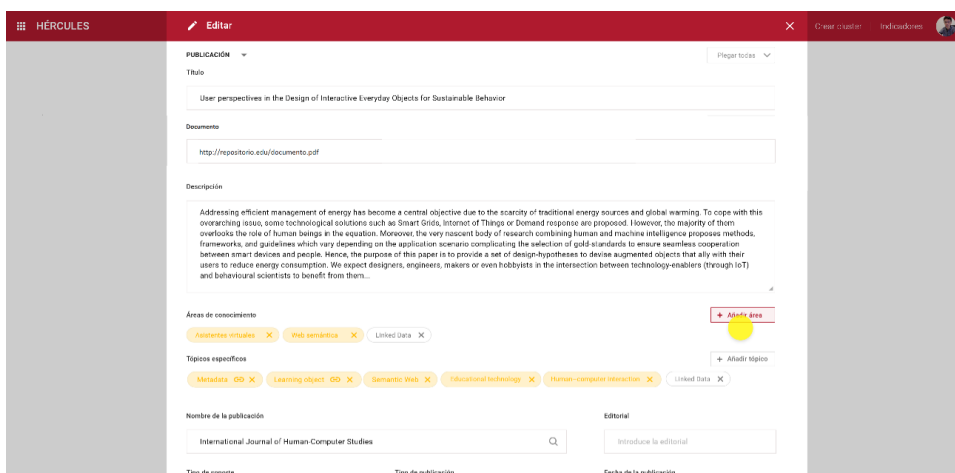 HÉRCULES
Editar
Crear cluster
Indicadores
PUBLICACIÓN
Plegar todas
Título
User perspectives in the Design of Interactive Everyday Objects for Sustainable Behavior
Documento
http://repositorio.edu/documento.pdf
Descripción
Addressing efficient management of energy has become a central objective due to the scarcity of traditional energy sources and global warming. To cope with this
overarching issue, some technological solutions such as Smart Grids, Internet of Things or Demand response are proposed. However, the majority of them
overlooks the role of human beings in the equation. Moreover, the very nascent body of research combining human and machine intelligence proposes methods,
frameworks, and guidelines which vary depending on the application scenario complicating the selection of gold-standards to ensure seamless cooperation
between smart devices and people. Hence, the purpose of this paper is to provide a set of design-hypotheses to devise augmented objects that ally with their
users to reduce energy consumption. We expect designers, engineers, makers or even hobbyists in the intersection between technology-enablers (through IoT)
and behavioural scientists to benefit from them...
Áreas de conocimiento
+ Añadir área
Asistentes virtuales
Web semántica
Linked Data
Tópicos específicos
+ Añadir tópico
Metadata
Learning object
Semantic Web
Educational technology
Human-computer interaction
Linked Data
Nombre de la publicación
Editorial
International Journal of Human-Computer Studies
Introduce la editorial
Tipo de soporte
Tipo de publicación
Fecha de la publicación